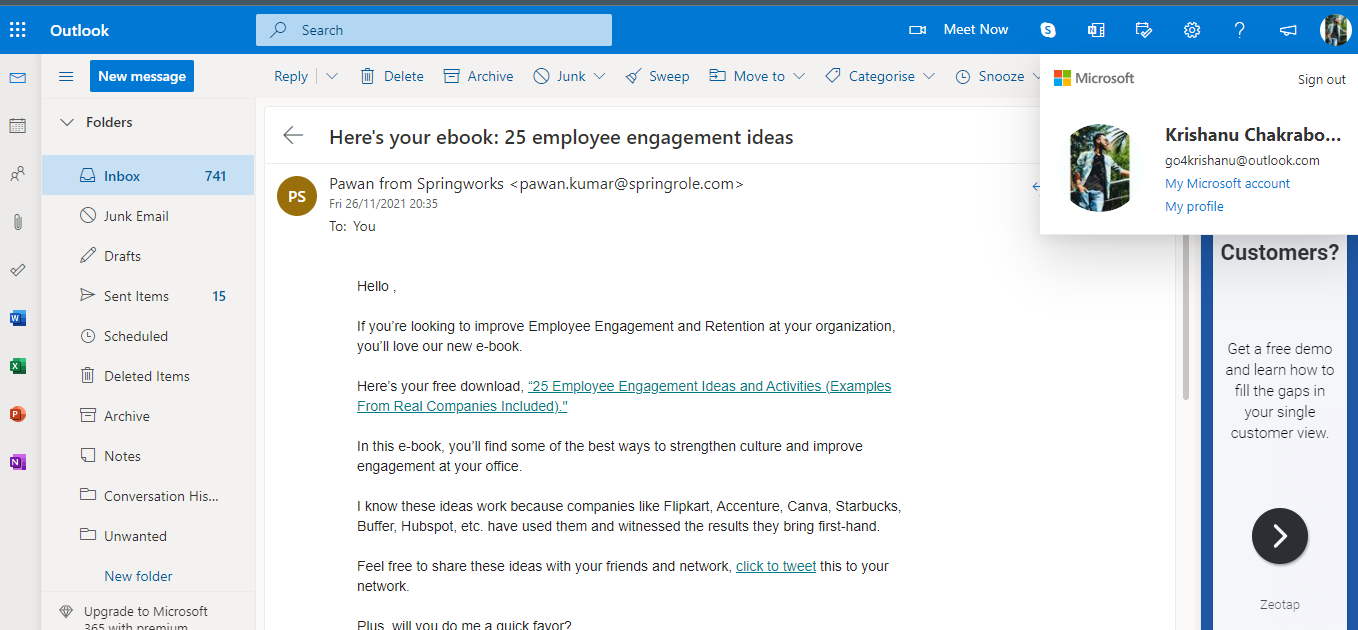 Outlook
Search
Meet Now
New message
Reply
Delete
Archive
Junk
Sweep
Move to
Categorise
Snooze
Microsoft
Sign out
Krishanu Chakrabo...
go4krishanu@outlook.com
My Microsoft account
My profile
Folders
Inbox 741
Junk Email
Drafts
Sent Items 15
Scheduled
Deleted Items
Archive
Notes
Conversation His...
Unwanted
New folder
Upgrade to Microsoft
365 with premium
Here's your ebook: 25 employee engagement ideas
PS
Pawan from Springworks <pawan.kumar@springrole.com>
Fri 26/11/2021 20:35
To: You
Hello ,
If you’re looking to improve Employee Engagement and Retention at your organization,
you’ll love our new e-book.
Here’s your free download, “25 Employee Engagement Ideas and Activities (Examples
From Real Companies Included)."
In this e-book, you’ll find some of the best ways to strengthen culture and improve
engagement at your office.
I know these ideas work because companies like Flipkart, Accenture, Canva, Starbucks,
Buffer, Hubspot, etc. have used them and witnessed the results they bring first-hand.
Feel free to share these ideas with your friends and network, click to tweet this to your
network.
Plus, will you do me a quick favor?
Customers?
Get a free demo
and learn how to
fill the gaps in
your single
customer view.
Zeotap